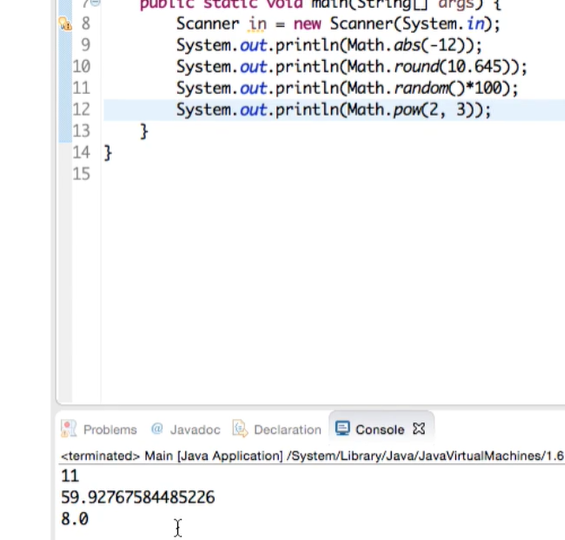 7 public static void main(String[] args) {
8 Scanner in = new Scanner(System.in);
9 System.out.println(Math.abs(-12));
10 System.out.println(Math.round(10.645));
11 System.out.println(Math.random()*100);
12 System.out.println(Math.pow(2, 3));
13 }
14 }
15
Problems @ Javadoc Declaration Console
<terminated> Main [Java Application] /System/Library/Java/JavaVirtualMachines/1.6
11
59.92767584485226
8.0